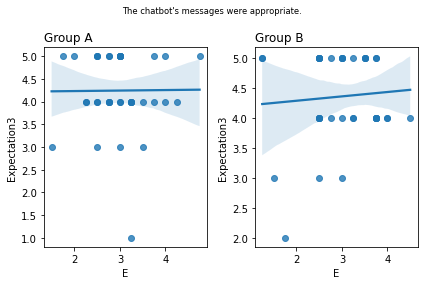 The chatbot's messages were appropriate.
Group A
Group B
5.0
4.5
4.0
3.5
3.0
2.5
2.0
1.5
1.0
Expectation3
2 3 4
E
5.0
4.5
4.0
3.5
3.0
2.5
2.0
Expectation3
2 3 4
E